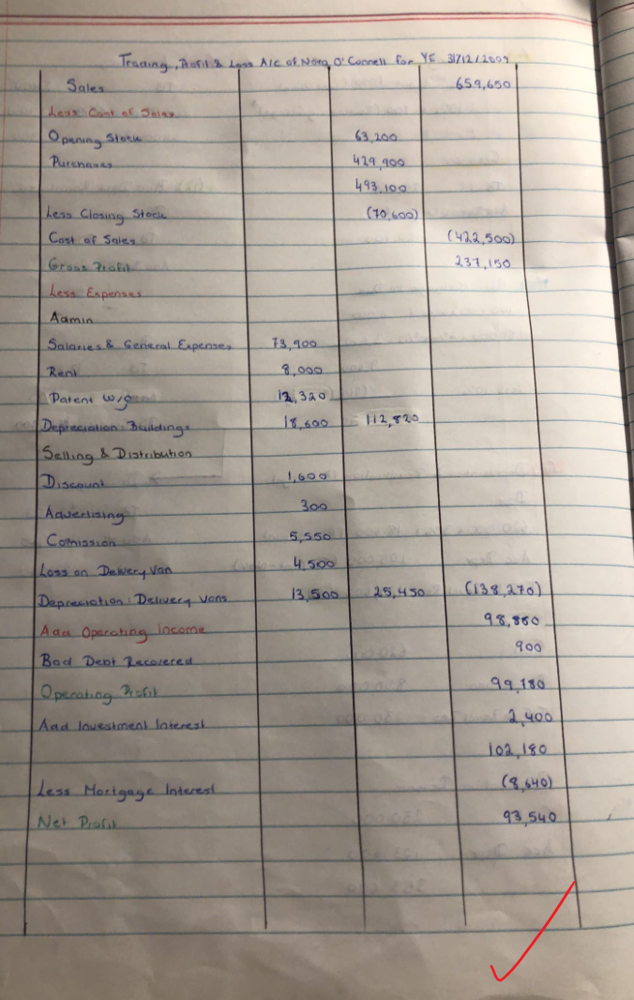 Trading, Profit & Loss A/c of Nora O'Connell for YE 31/12/2009
Sales 659,650
Less Cost of Sales
Opening Stock 63,200
Purchases 429,900
493,100
Less Closing Stock (70,600)
Cost of Sales (422,500)
Gross Profit 237,150
Less Expenses
Admin
Salaries & General Expenses 73,900
Rent 8,000
Patent w/o 12,320
Depreciation: Buildings 18,600 112,820
Selling & Distribution
Discount 1,600
Advertising 300
Comission 5,550
Loss on Delivery Van 4,500
Depreciation: Delivery Vans 13,500 25,450 (138,270)
98,880
Add Operating Income
Bad Debt Recovered 900
Operating Profit 99,780
Add Investment Interest 2,400
102,180
Less Mortgage Interest (8,640)
Net Profit 93,540